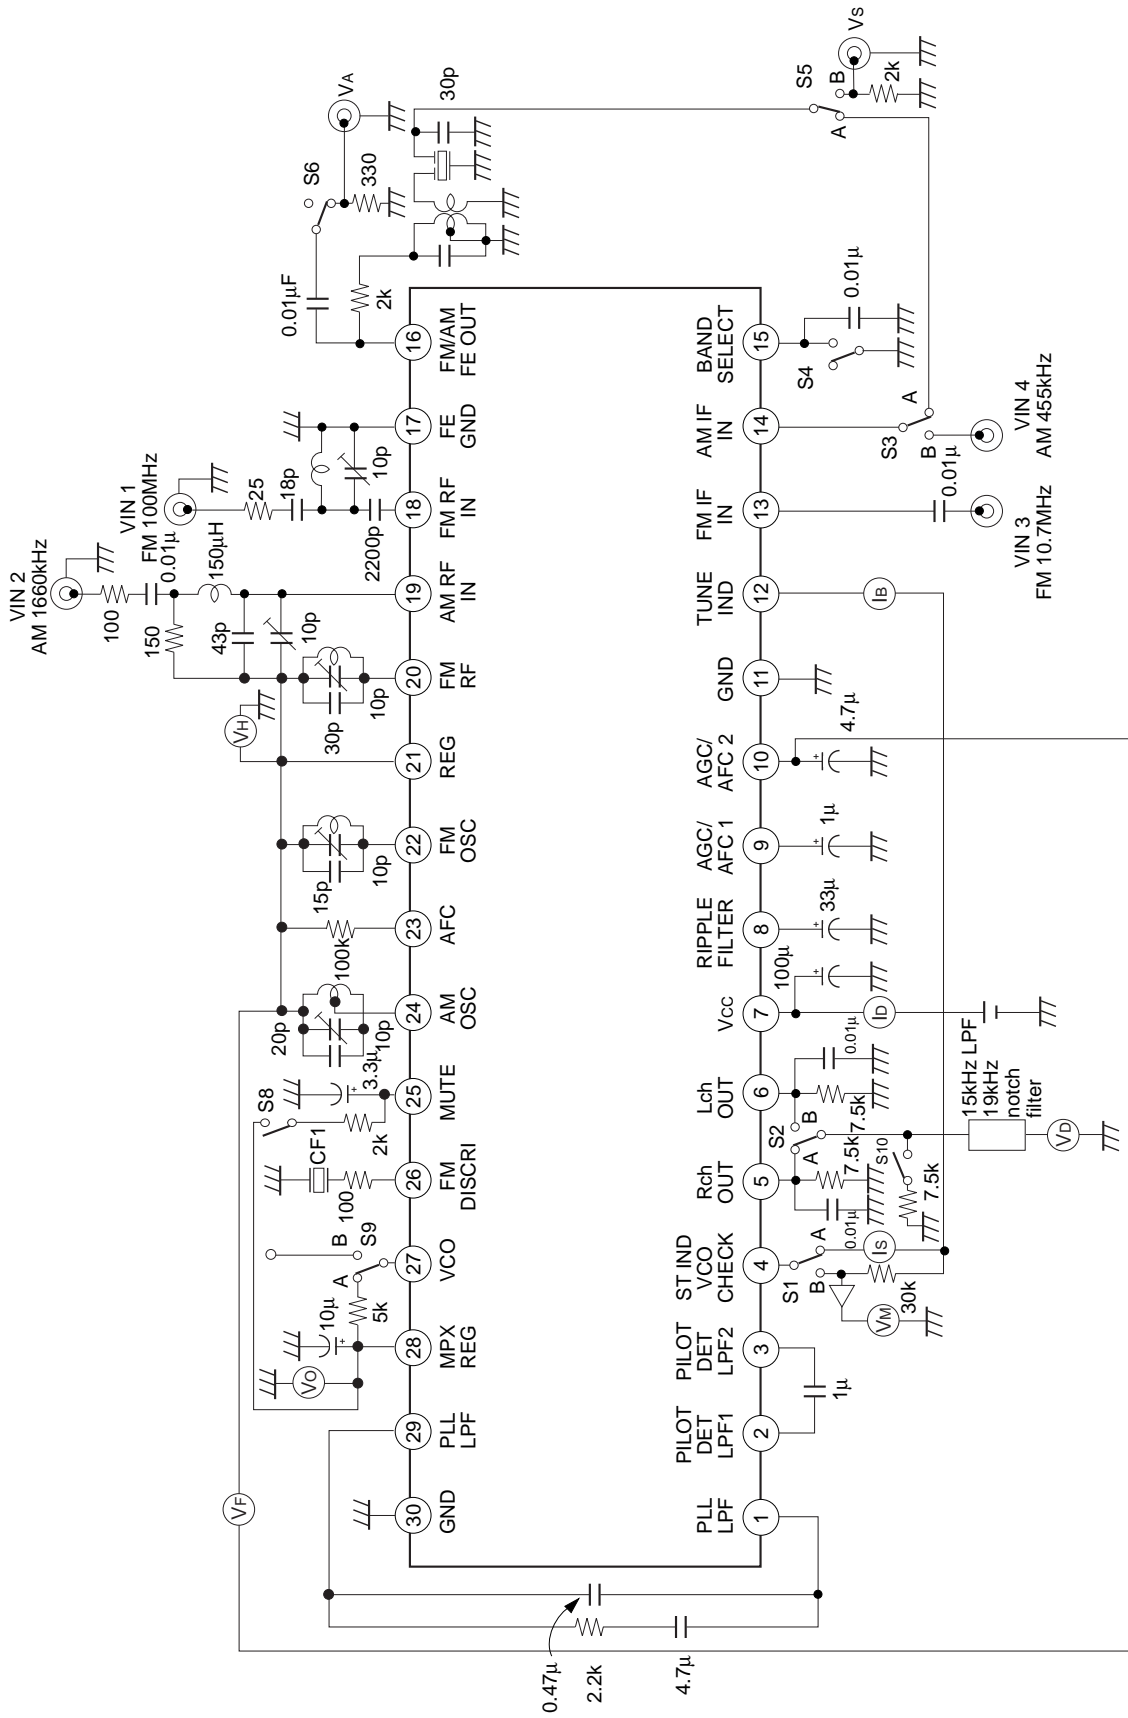 VIN 2
AM 1660kHz
VIN 1
FM 100MHz
100
0.01µ
150
150µH
43p
10p
25
18p
10p
2200p
0.01µF
S6
VA
330
30p
2k
VH
30p
10p
15p
10p
100k
20p
10p
3.3µ
S8
2k
CF1
100
B
S9
A
5k
10µ
VO
VF
30
GND
29
PLL
LPF
28
MPX
REG
27
VCO
26
FM
DISCRI
25
MUTE
24
AM
OSC
23
AFC
22
FM
OSC
21
REG
20
FM
RF
19
AM RF
IN
18
FM RF
IN
17
FE
GND
16
FM/AM
FE OUT
PLL
LPF
1
PILOT
DET
LPF1
2
PILOT
DET
LPF2
3
ST IND
VCO
CHECK
4
Rch
OUT
5
Lch
OUT
6
VCC
7
RIPPLE
FILTER
8
AGC/
AFC 1
9
AGC/
AFC 2
10
GND
11
TUNE
IND
12
FM IF
IN
13
AM IF
IN
14
BAND
SELECT
15
0.47µ
2.2k
4.7µ
1µ
S1
A
B
VM
30k
IS
0.01µ
7.5k
S2
A
B
7.5k
0.01µ
S10
7.5k
15kHz LPF
19kHz
notch
filter
VD
100µ
+
ID
33µ
+
1µ
+
4.7µ
+
+
+
IB
0.01µ
VIN 3
FM 10.7MHz
S3
A
B
VIN 4
AM 455kHz
S4
0.01µ
S5
A
B
2k
VS